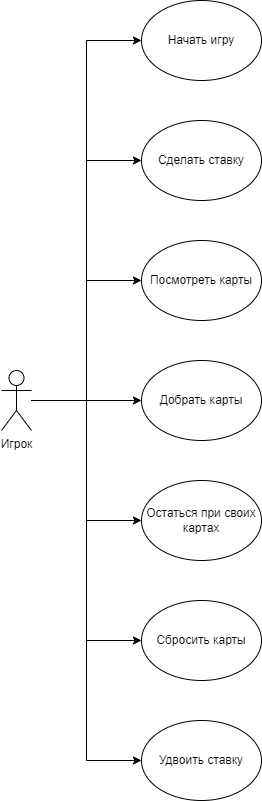 Начать игру
Сделать ставку
Посмотреть карты
Добрать карты
Игрок
Остаться при своих
картах
Сбросить карты
Удвоить ставку